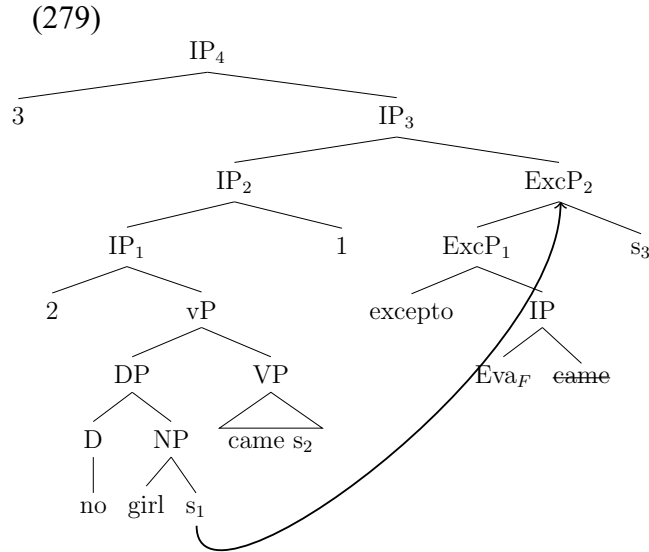 (279)
IP₄
3 IP₃
IP₂ ExcP₂
IP₁ 1 ExcP₁ s₃
2 vP excepto IP
DP VP Eva_F ~~came~~
D NP came s₂
no girl s₁